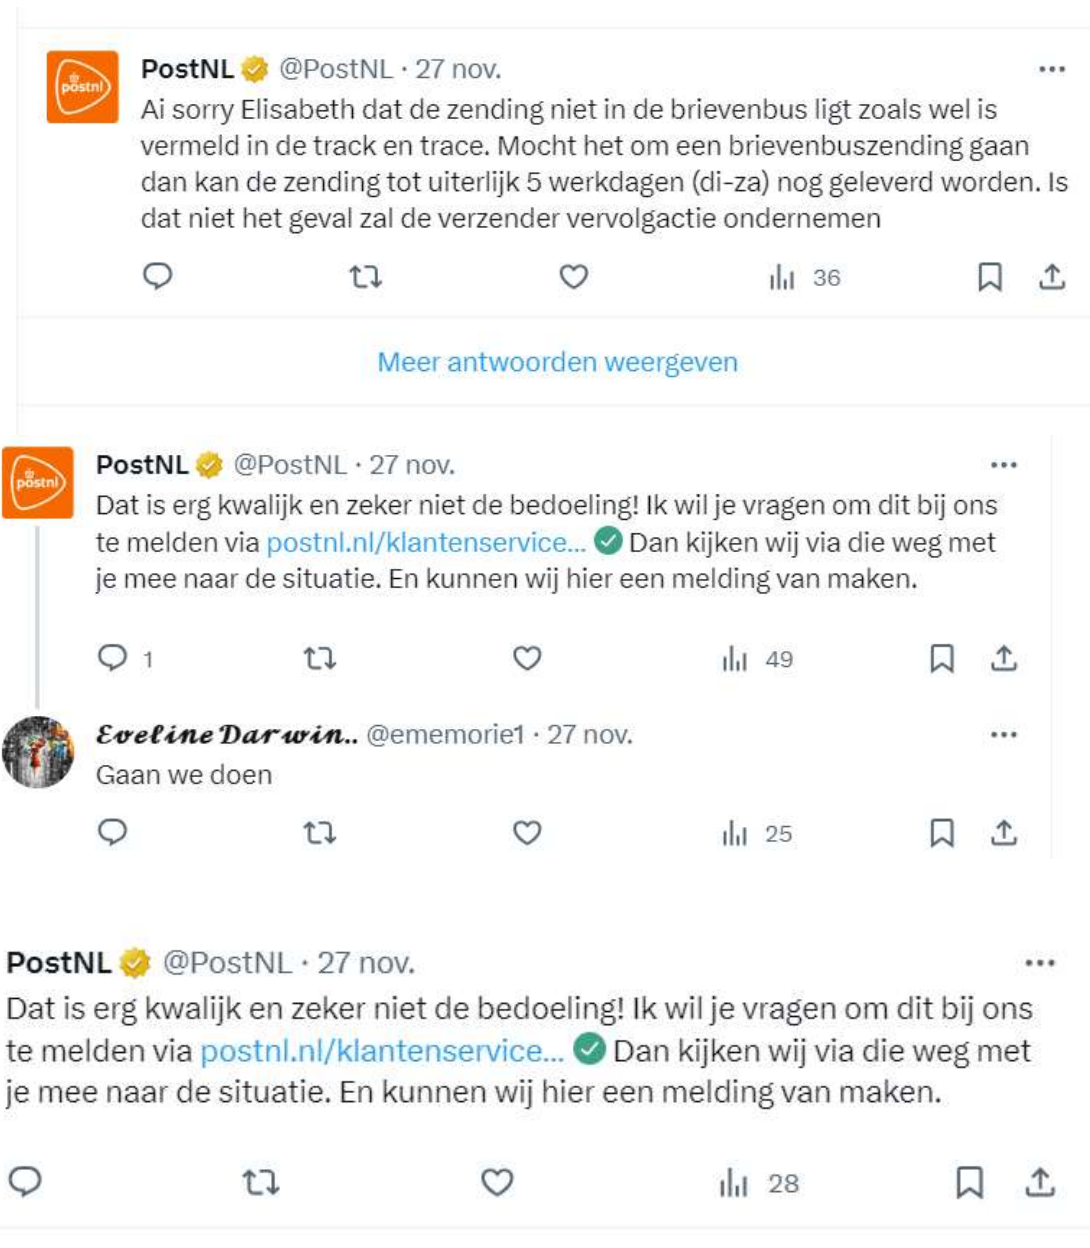 postnl
PostNL @PostNL · 27 nov.
Ai sorry Elisabeth dat de zending niet in de brievenbus ligt zoals wel is
vermeld in de track en trace. Mocht het om een brievenbuszending gaan
dan kan de zending tot uiterlijk 5 werkdagen (di-za) nog geleverd worden. Is
dat niet het geval zal de verzender vervolgactie ondernemen
36
Meer antwoorden weergeven
postnl
PostNL @PostNL · 27 nov.
Dat is erg kwalijk en zeker niet de bedoeling! Ik wil je vragen om dit bij ons
te melden via postnl.nl/klantenservice... Dan kijken wij via die weg met
je mee naar de situatie. En kunnen wij hier een melding van maken.
1 49
Eveline Darwin.. @ememorie1 · 27 nov.
Gaan we doen
25
PostNL @PostNL · 27 nov.
Dat is erg kwalijk en zeker niet de bedoeling! Ik wil je vragen om dit bij ons
te melden via postnl.nl/klantenservice... Dan kijken wij via die weg met
je mee naar de situatie. En kunnen wij hier een melding van maken.
28